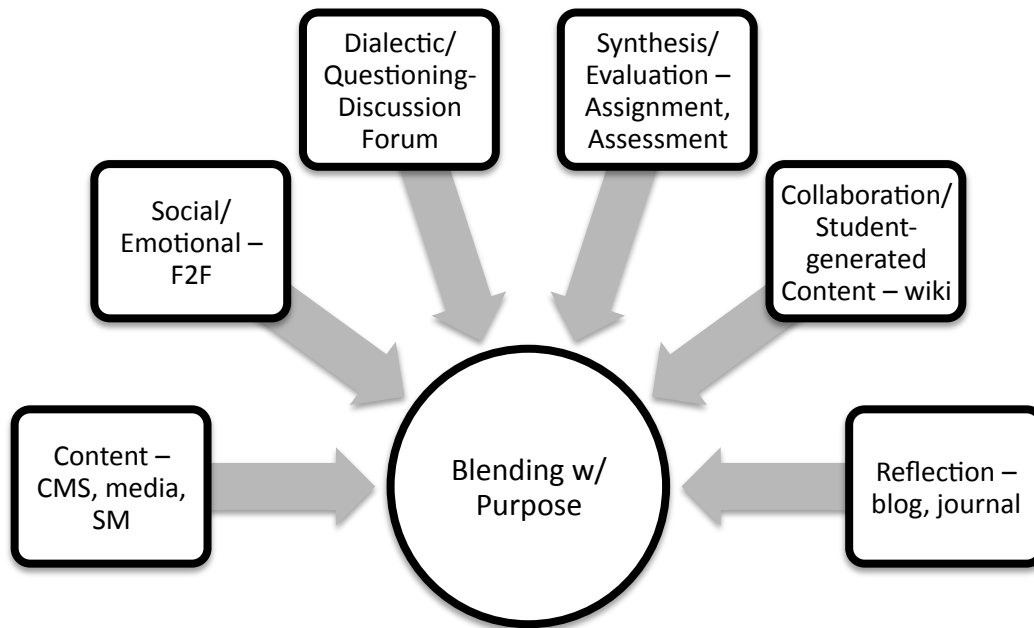 Dialectic/
Questioning-
Discussion
Forum
Synthesis/
Evaluation –
Assignment,
Assessment
Social/
Emotional –
F2F
Collaboration/
Student-
generated
Content – wiki
Content –
CMS, media,
SM
Blending w/
Purpose
Reflection –
blog, journal